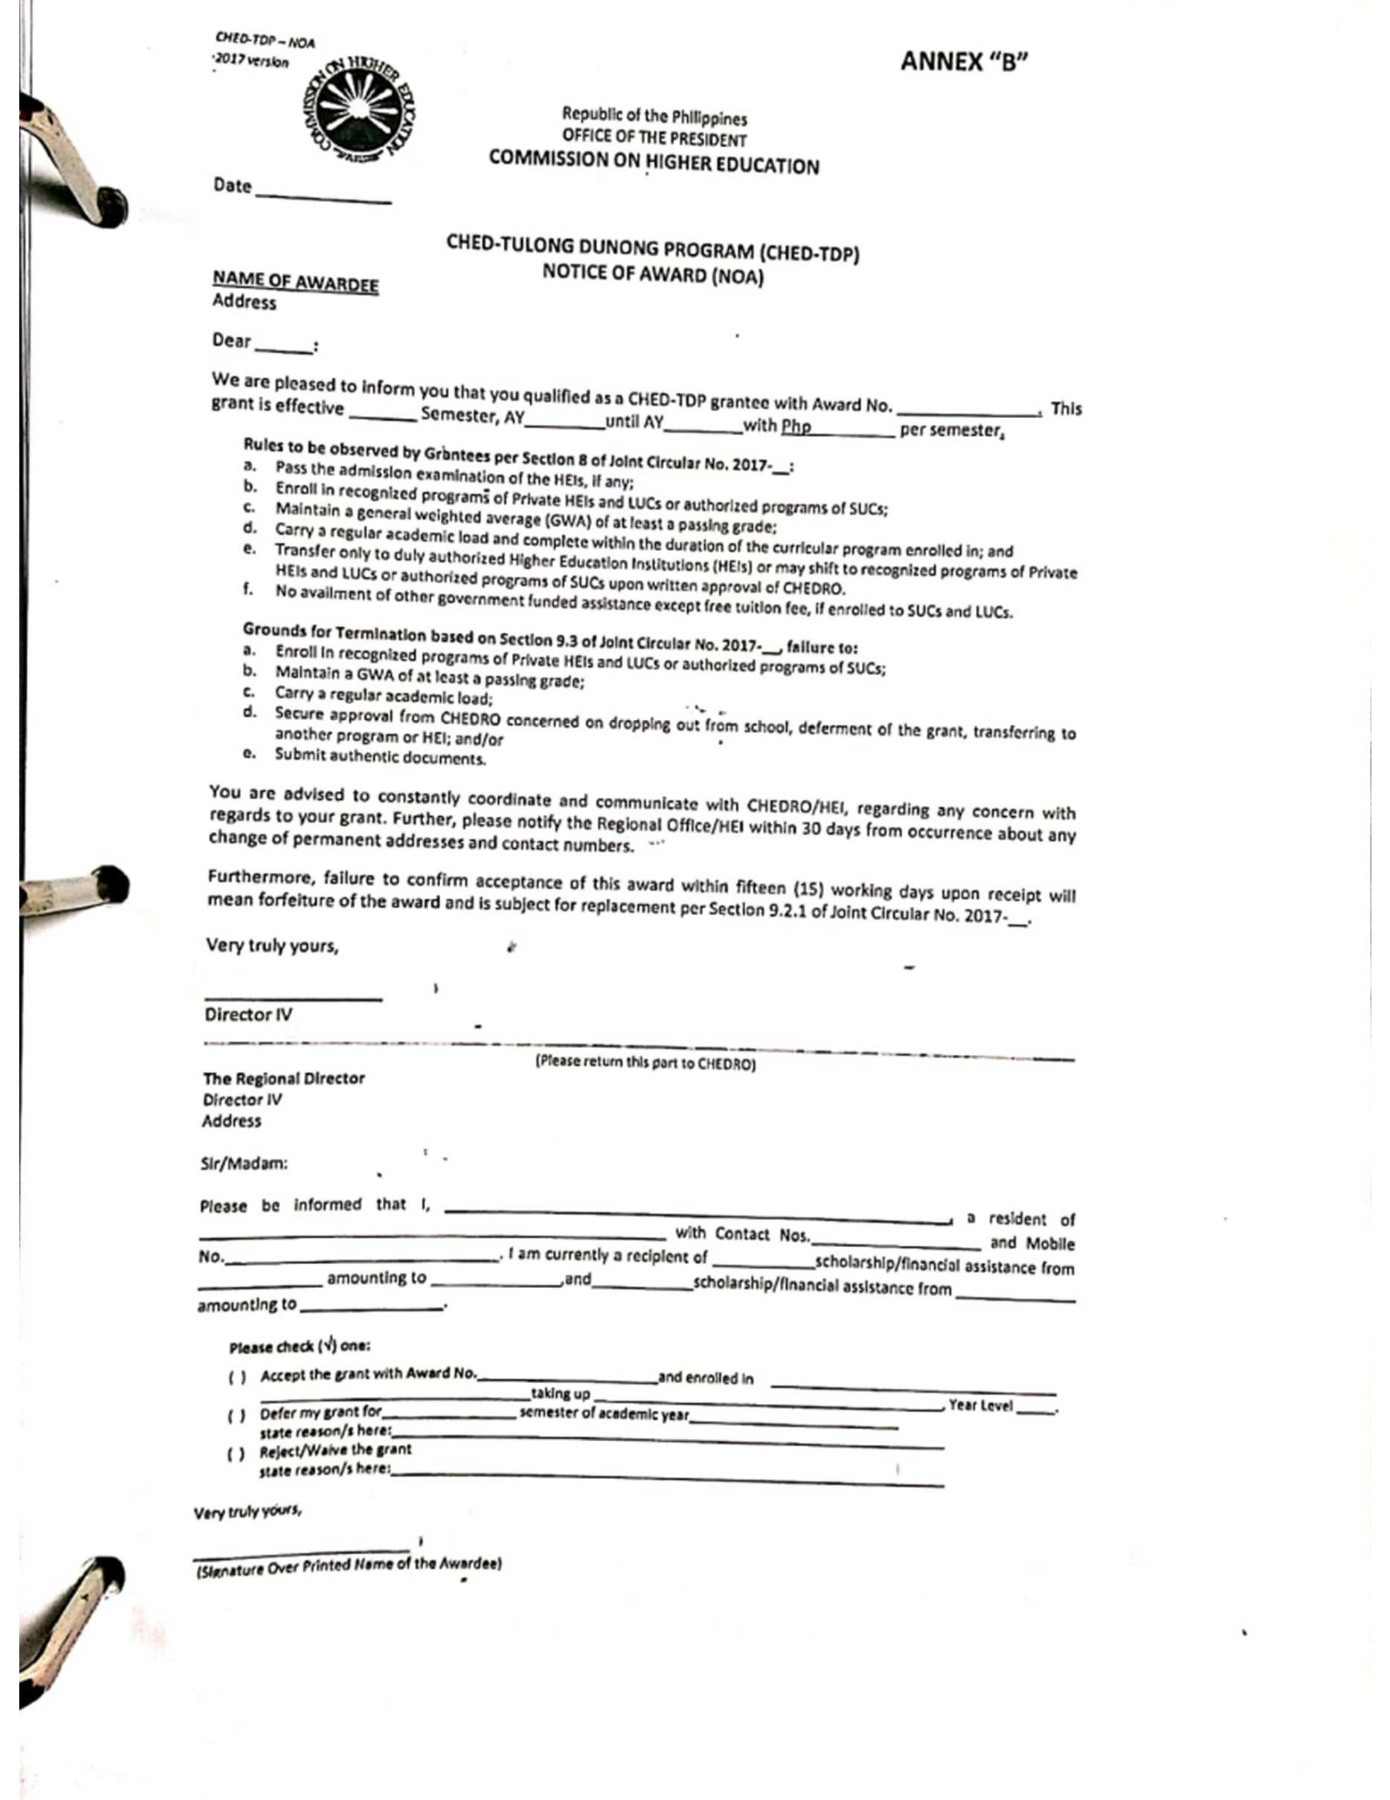 CHED-TDP – NOA
2017 version
ANNEX “B”
COMMISSION ON HIGHER EDUCATION
Republic of the Philippines
OFFICE OF THE PRESIDENT
COMMISSION ON HIGHER EDUCATION
Date ______________
CHED-TULONG DUNONG PROGRAM (CHED-TDP)
NOTICE OF AWARD (NOA)
NAME OF AWARDEE
Address
Dear ______:
We are pleased to inform you that you qualified as a CHED-TDP grantee with Award No. ______________. This
grant is effective _______ Semester, AY________until AY________with Php________ per semester.
Rules to be observed by Grantees per Section 8 of Joint Circular No. 2017-__:
a. Pass the admission examination of the HEIs, if any;
b. Enroll in recognized programs of Private HEIs and LUCs or authorized programs of SUCs;
c. Maintain a general weighted average (GWA) of at least a passing grade;
d. Carry a regular academic load and complete within the duration of the curricular program enrolled in; and
e. Transfer only to duly authorized Higher Education Institutions (HEIs) or may shift to recognized programs of Private
HEIs and LUCs or authorized programs of SUCs upon written approval of CHEDRO.
f. No availment of other government funded assistance except free tuition fee, if enrolled to SUCs and LUCs.
Grounds for Termination based on Section 9.3 of Joint Circular No. 2017-__, failure to:
a. Enroll in recognized programs of Private HEIs and LUCs or authorized programs of SUCs;
b. Maintain a GWA of at least a passing grade;
c. Carry a regular academic load;
d. Secure approval from CHEDRO concerned on dropping out from school, deferment of the grant, transferring to
another program or HEI; and/or
e. Submit authentic documents.
You are advised to constantly coordinate and communicate with CHEDRO/HEI, regarding any concern with
regards to your grant. Further, please notify the Regional Office/HEI within 30 days from occurrence about any
change of permanent addresses and contact numbers.
Furthermore, failure to confirm acceptance of this award within fifteen (15) working days upon receipt will
mean forfeiture of the award and is subject for replacement per Section 9.2.1 of Joint Circular No. 2017-__.
Very truly yours,
Director IV
(Please return this part to CHEDRO)
The Regional Director
Director IV
Address
Sir/Madam:
Please be informed that I, ______________________________, a resident of
______________________________ with Contact Nos.______________ and Mobile
No.______________________. I am currently a recipient of _________scholarship/financial assistance from
___________ amounting to ___________,and_________scholarship/financial assistance from ___________
amounting to ____________.
Please check (√) one:
( ) Accept the grant with Award No.________________and enrolled in ______________________
______________________taking up ______________________________, Year Level ____.
( ) Defer my grant for____________ semester of academic year____________________
state reason/s here:______________________________
( ) Reject/Waive the grant
state reason/s here:______________________________
Very truly yours,
(Signature Over Printed Name of the Awardee)